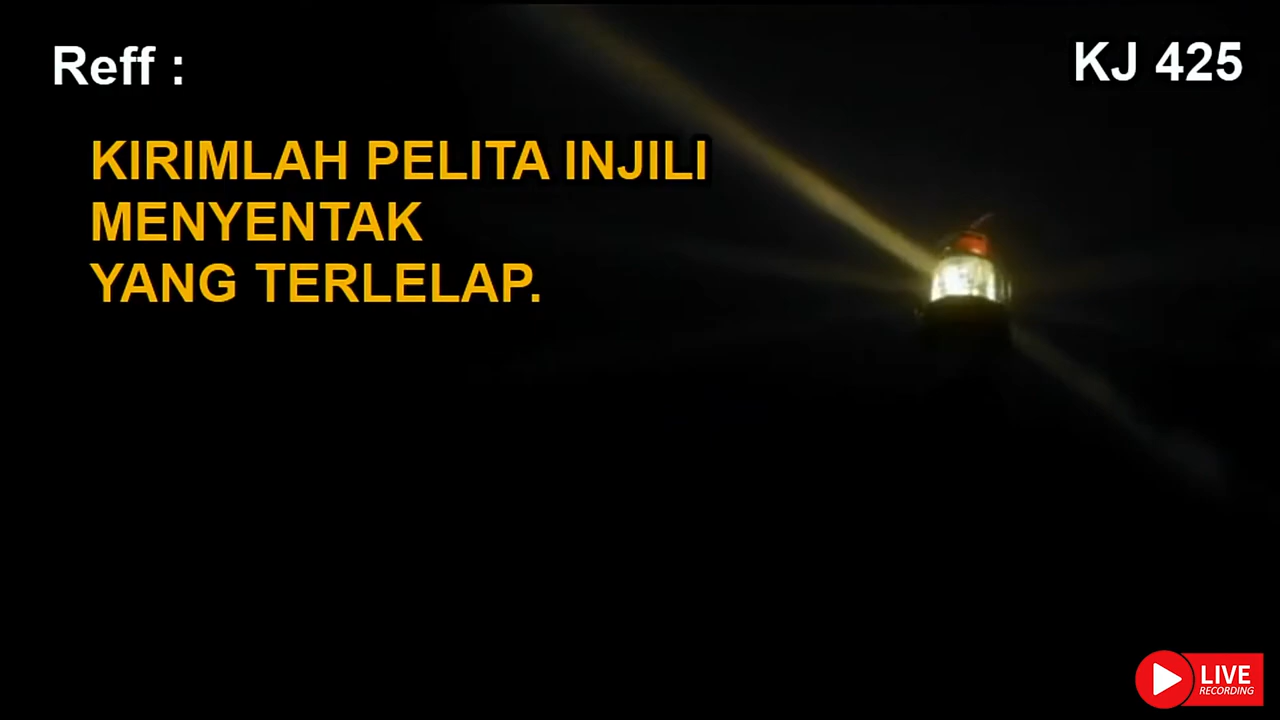 Reff :
KJ 425
KIRIMLAH PELITA INJILI
MENYENTAK
YANG TERLELAP.
LIVE
RECORDING